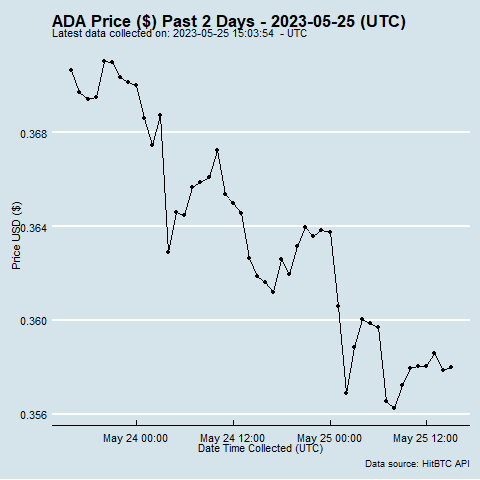 ADA Price ($) Past 2 Days - 2023-05-25 (UTC)
Latest data collected on: 2023-05-25 15:03:54 - UTC
0.368
0.364
0.360
0.356
Price USD ($)
May 24 00:00
May 24 12:00
May 25 00:00
May 25 12:00
Date Time Collected (UTC)
Data source: HitBTC API